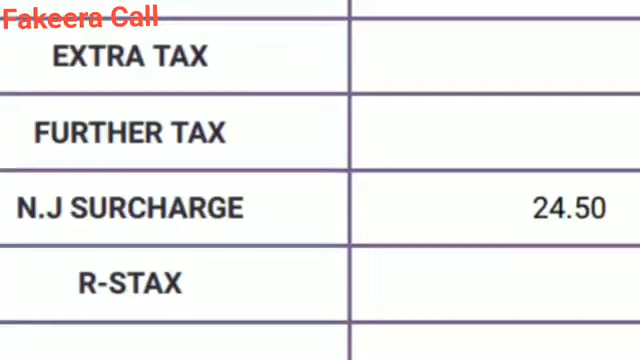 Fakeera Call
EXTRA TAX
FURTHER TAX
N.J SURCHARGE 24.50
R-STAX